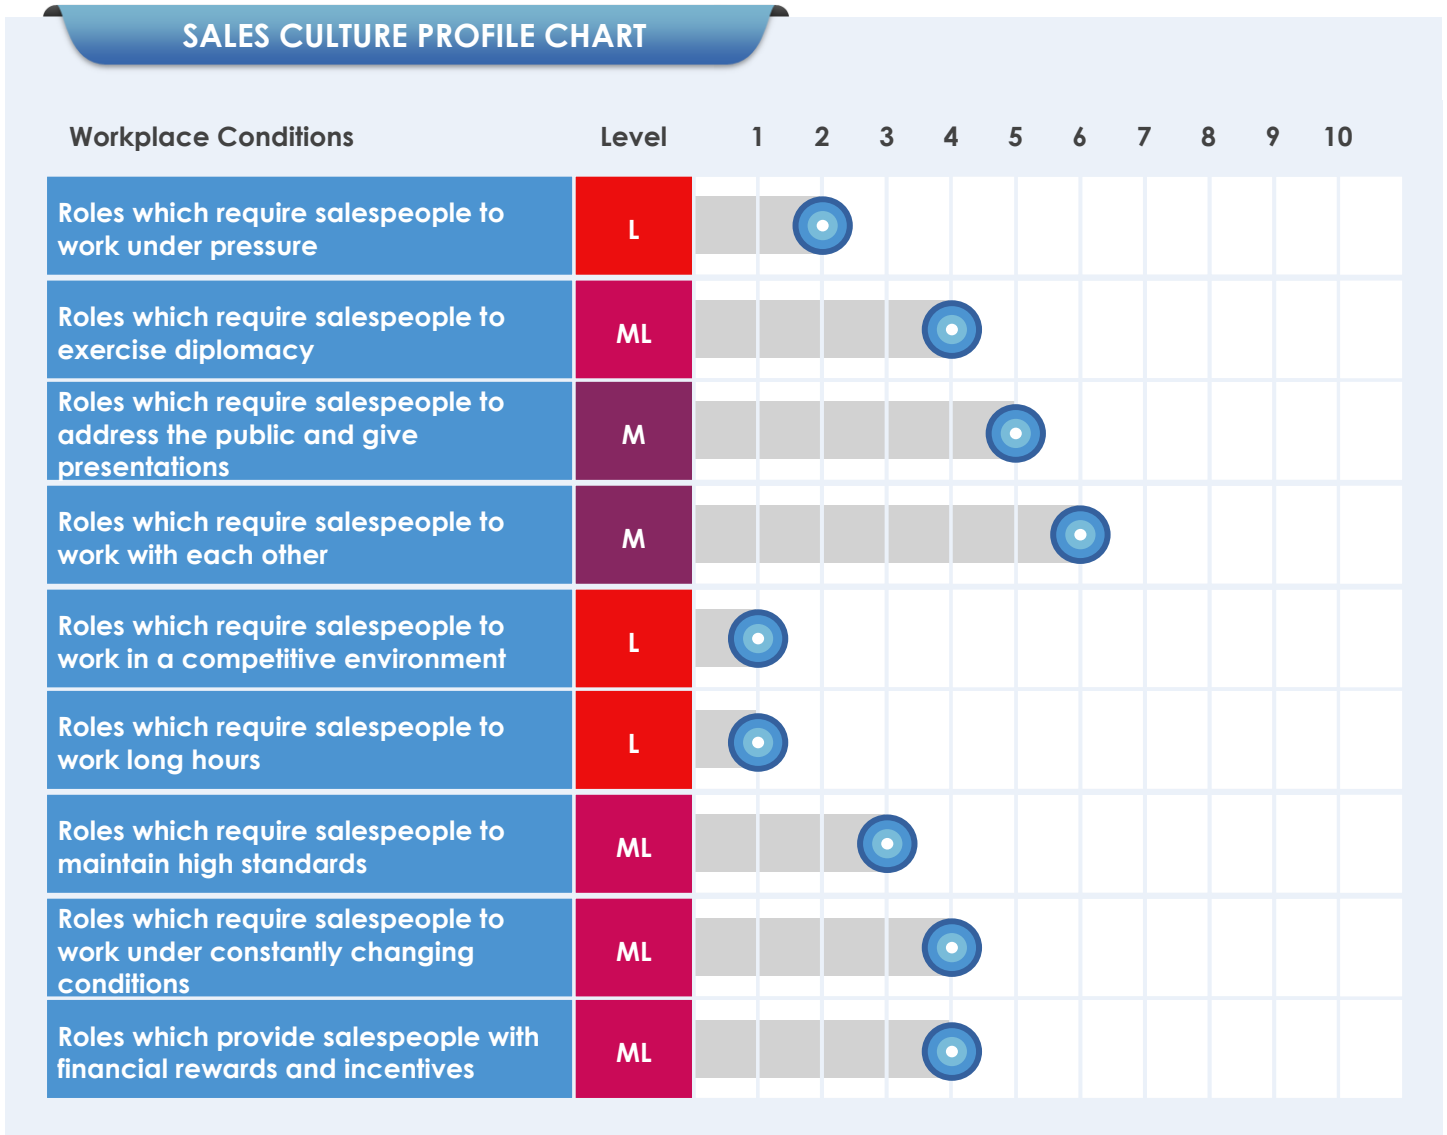 SALES CULTURE PROFILE CHART
Workplace Conditions Level 1 2 3 4 5 6 7 8 9 10
Roles which require salespeople to
work under pressure
L
Roles which require salespeople to
exercise diplomacy
ML
Roles which require salespeople to
address the public and give
presentations
M
Roles which require salespeople to
work with each other
M
Roles which require salespeople to
work in a competitive environment
L
Roles which require salespeople to
work long hours
L
Roles which require salespeople to
maintain high standards
ML
Roles which require salespeople to
work under constantly changing
conditions
ML
Roles which provide salespeople with
financial rewards and incentives
ML